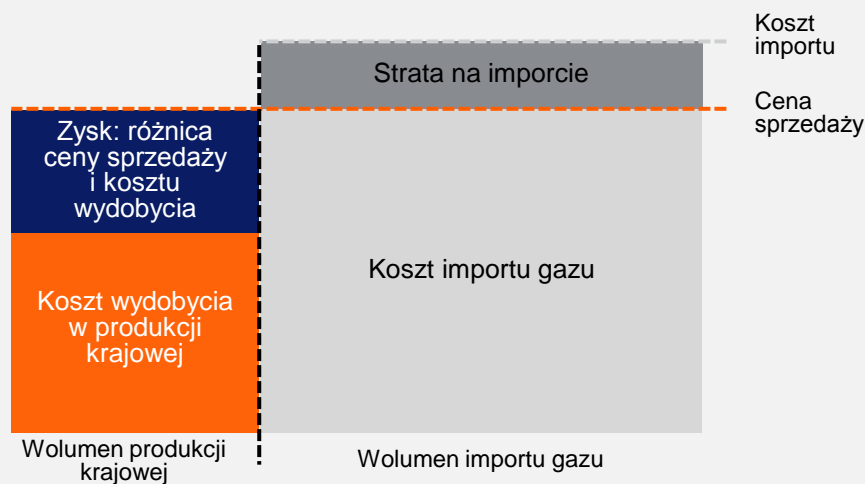 Koszt
importu
Strata na imporcie
Cena
sprzedaży
Zysk: różnica
ceny sprzedaży
i kosztu
wydobycia
Koszt importu gazu
Koszt wydobycia
w produkcji
krajowej
Wolumen produkcji
krajowej
Wolumen importu gazu